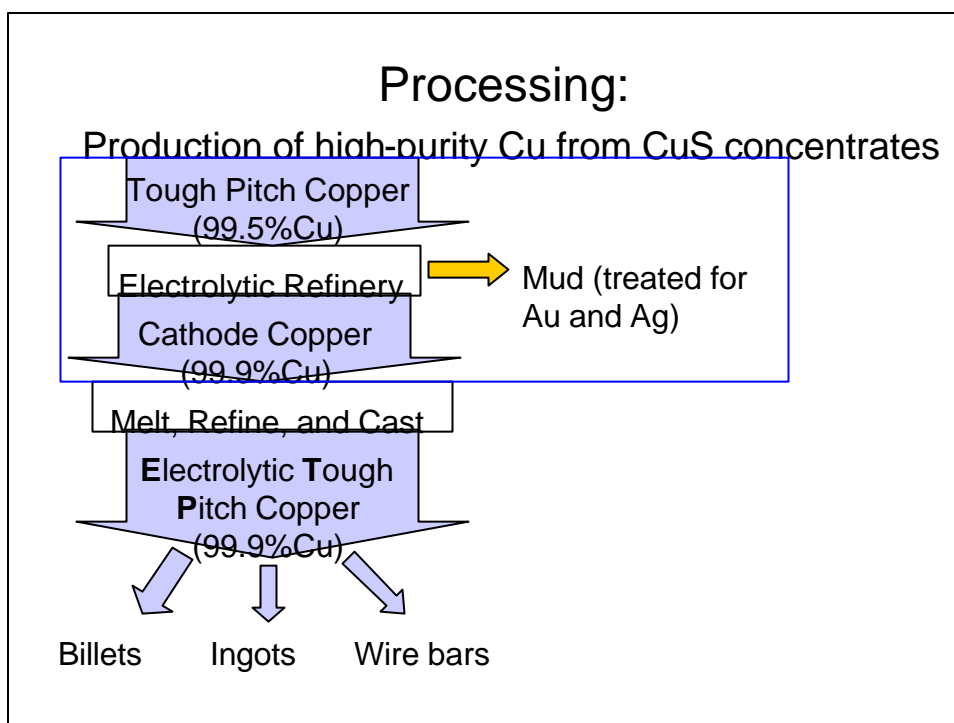 Processing:
Production of high-purity Cu from CuS concentrates
Tough Pitch Copper
(99.5%Cu)
Electrolytic Refinery
Mud (treated for
Au and Ag)
Cathode Copper
(99.9%Cu)
Melt, Refine, and Cast
Electrolytic Tough
Pitch Copper
(99.9%Cu)
Billets
Ingots
Wire bars